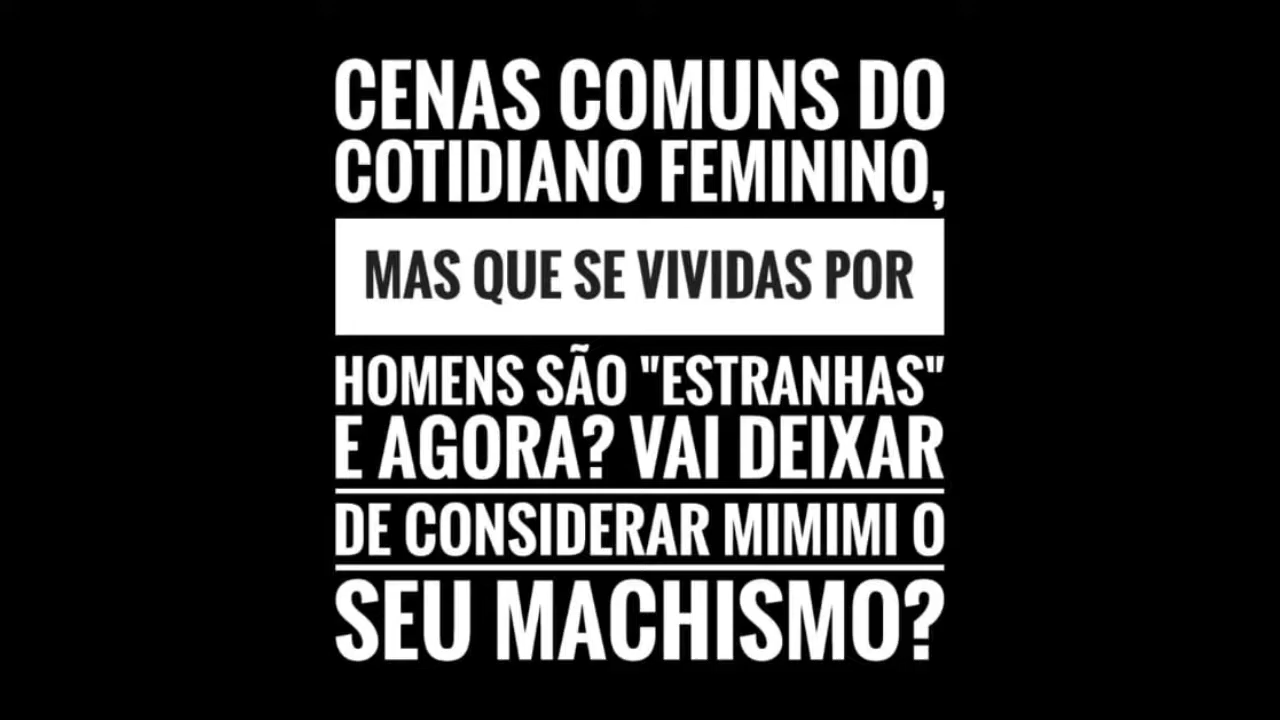 CENAS COMUNS DO
COTIDIANO FEMININO,
MAS QUE SE VIVIDAS POR
HOMENS SÃO "ESTRANHAS"
E AGORA? VAI DEIXAR
DE CONSIDERAR MIMIMI O
SEU MACHISMO?